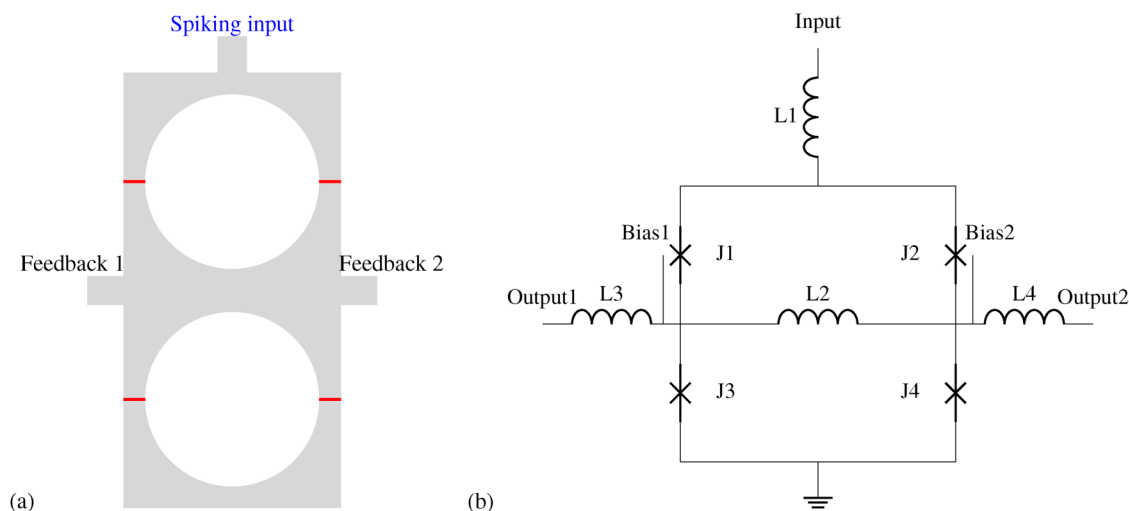 Spiking input
Feedback 1
Feedback 2
(a)
Input
L1
Bias1
J1
J2
Bias2
Output1
L3
L2
L4
Output2
J3
J4
(b)